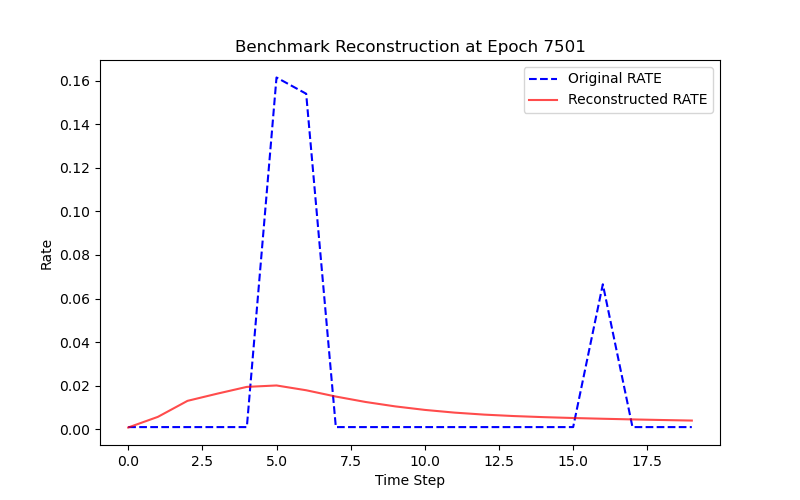 Benchmark Reconstruction at Epoch 7501
Original RATE
Reconstructed RATE
Rate
0.16
0.14
0.12
0.10
0.08
0.06
0.04
0.02
0.00
0.0 2.5 5.0 7.5 10.0 12.5 15.0 17.5
Time Step